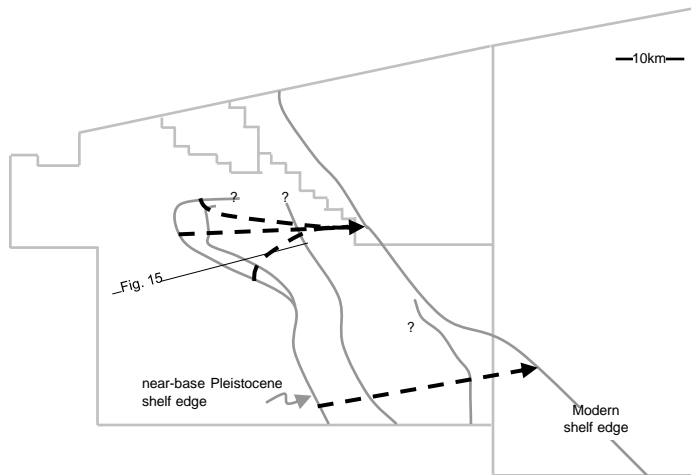 10km
?
?
Fig. 15
?
near-base Pleistocene
shelf edge
Modern
shelf edge